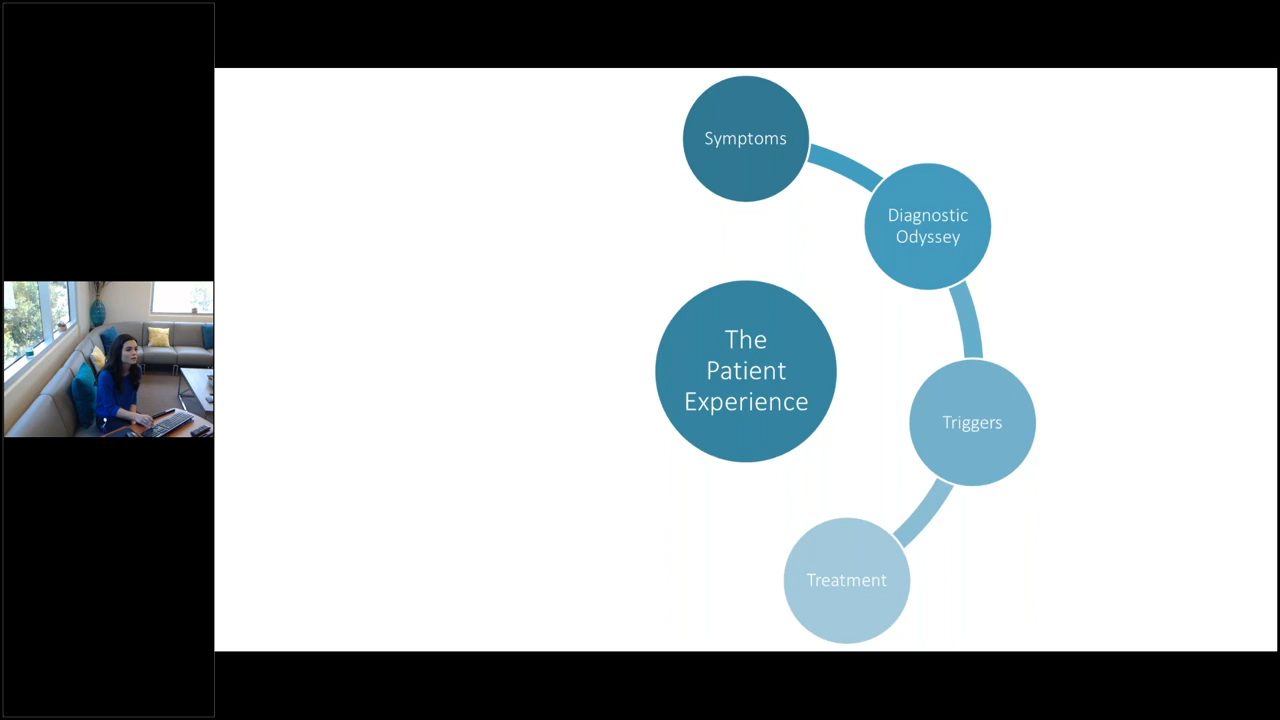 Symptoms
Diagnostic
Odyssey
The
Patient
Experience
Triggers
Treatment